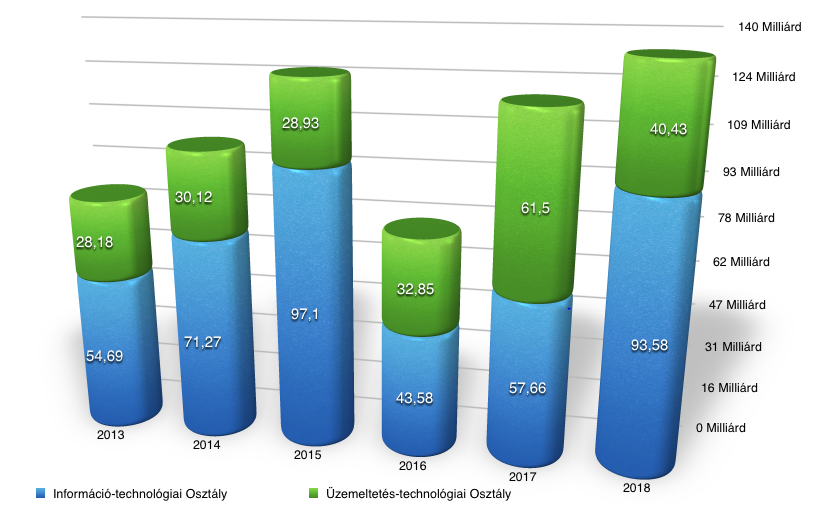 140 Milliárd
124 Milliárd
109 Milliárd
93 Milliárd
78 Milliárd
62 Milliárd
47 Milliárd
31 Milliárd
16 Milliárd
0 Milliárd
28,18
30,12
28,93
32,85
61,5
40,43
54,69
71,27
97,1
43,58
57,66
93,58
2013
2014
2015
2016
2017
2018
Információ-technológiai Osztály
Üzemeltetés-technológiai Osztály